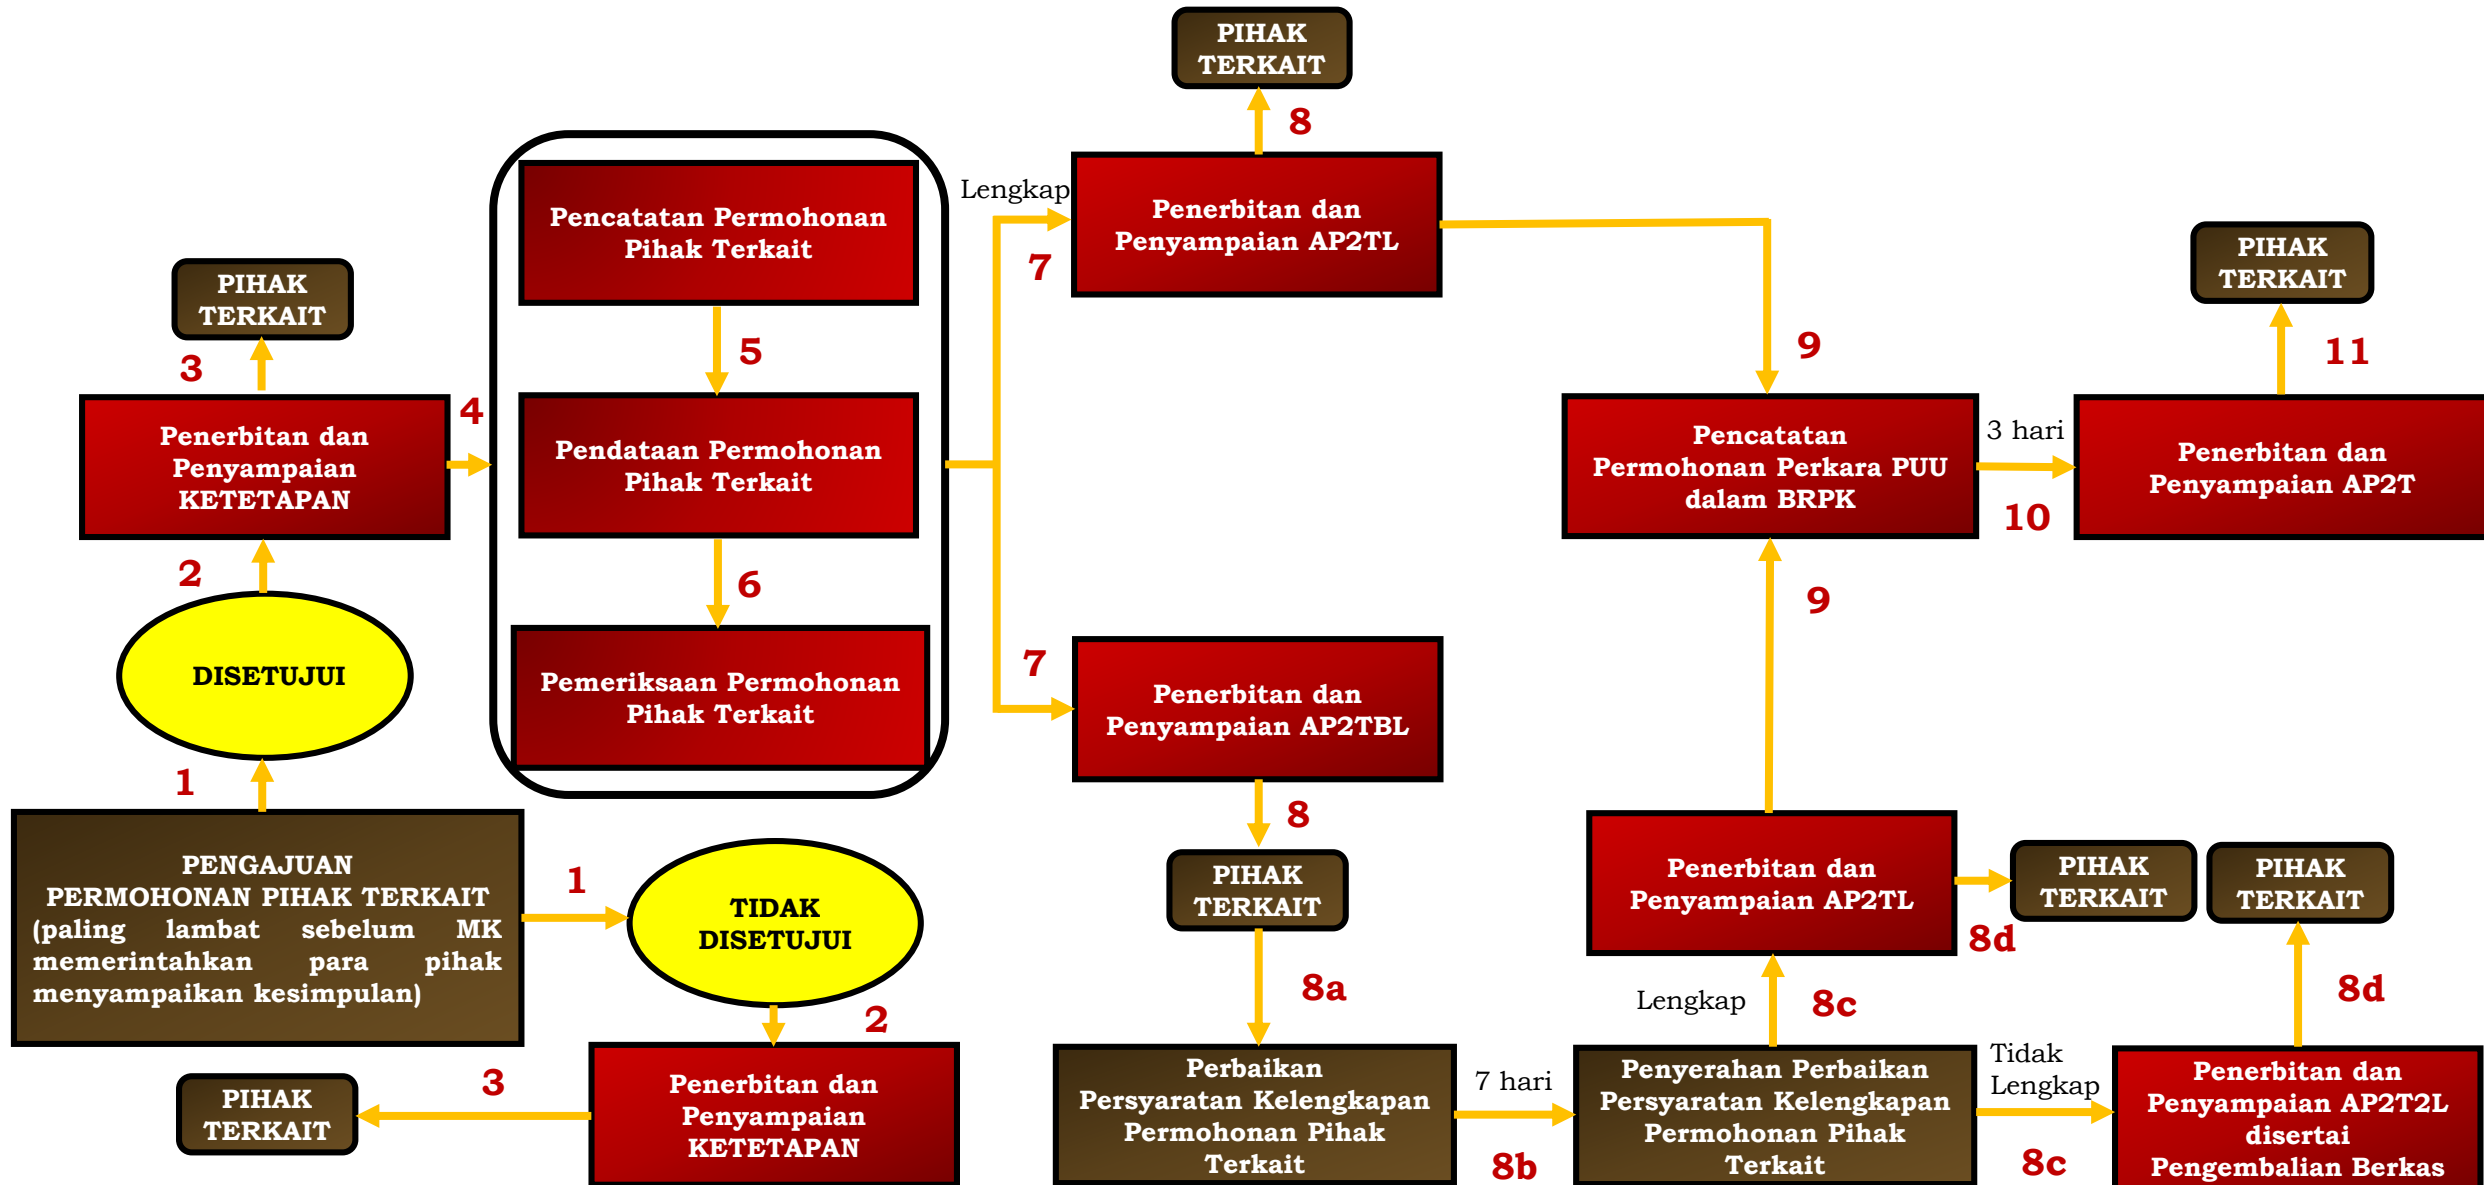 PIHAK
TERKAIT
8
Pencatatan Permohonan
Pihak Terkait
Lengkap
7
Penerbitan dan
Penyampaian AP2TL
PIHAK
TERKAIT
PIHAK
TERKAIT
3
5
9
11
4
Penerbitan dan
Penyampaian
KETETAPAN
Pendataan Permohonan
Pihak Terkait
Pencatatan
Permohonan Perkara PUU
dalam BRPK
3 hari
10
Penerbitan dan
Penyampaian AP2T
2
6
9
DISETUJUI
Pemeriksaan Permohonan
Pihak Terkait
7
Penerbitan dan
Penyampaian AP2TBL
1
8
PENGAJUAN
PERMOHONAN PIHAK TERKAIT
(paling lambat sebelum MK
memerintahkan para pihak
menyampaikan kesimpulan)
1
TIDAK
DISETUJUI
PIHAK
TERKAIT
Penerbitan dan
Penyampaian AP2TL
PIHAK
TERKAIT
PIHAK
TERKAIT
8d
8a
Lengkap
8c
8d
2
PIHAK
TERKAIT
3
Penerbitan dan
Penyampaian
KETETAPAN
Perbaikan
Persyaratan Kelengkapan
Permohonan Pihak
Terkait
7 hari
8b
Penyerahan Perbaikan
Persyaratan Kelengkapan
Permohonan Pihak
Terkait
Tidak
Lengkap
8c
Penerbitan dan
Penyampaian AP2T2L
disertai
Pengembalian Berkas